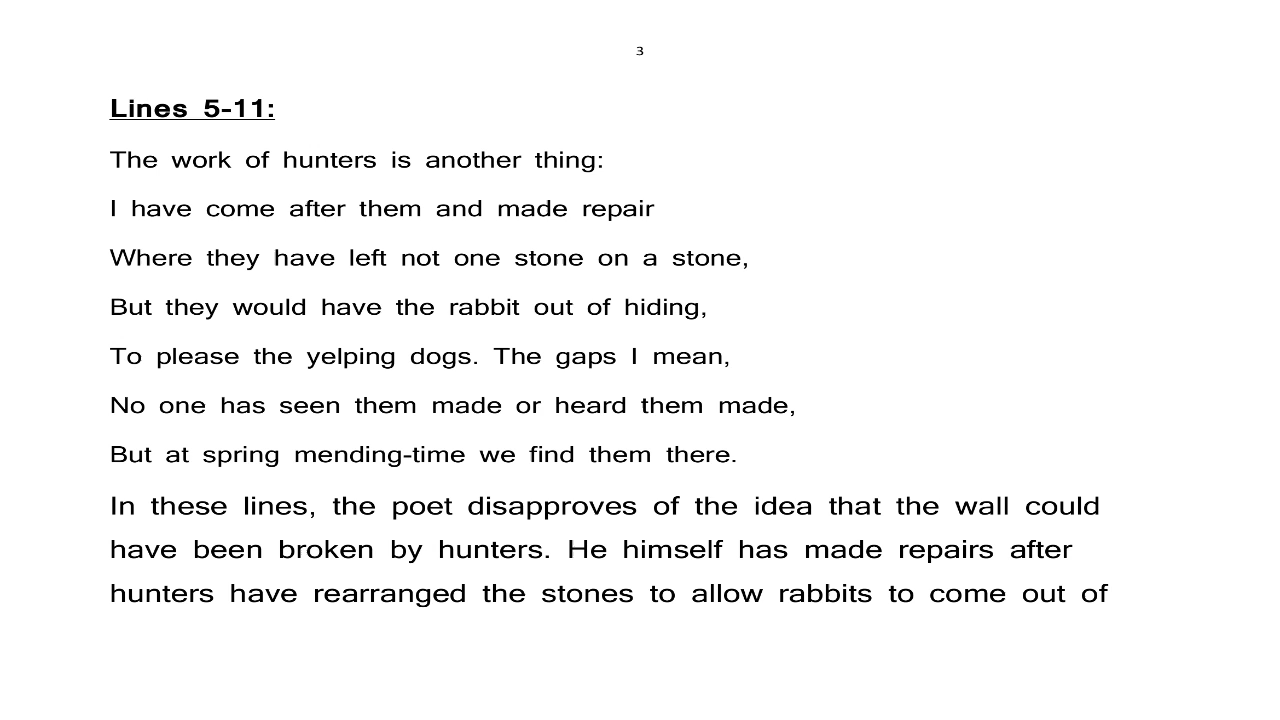 3
Lines 5-11:
The work of hunters is another thing:
I have come after them and made repair
Where they have left not one stone on a stone,
But they would have the rabbit out of hiding,
To please the yelping dogs. The gaps I mean,
No one has seen them made or heard them made,
But at spring mending-time we find them there.
In these lines, the poet disapproves of the idea that the wall could
have been broken by hunters. He himself has made repairs after
hunters have rearranged the stones to allow rabbits to come out of